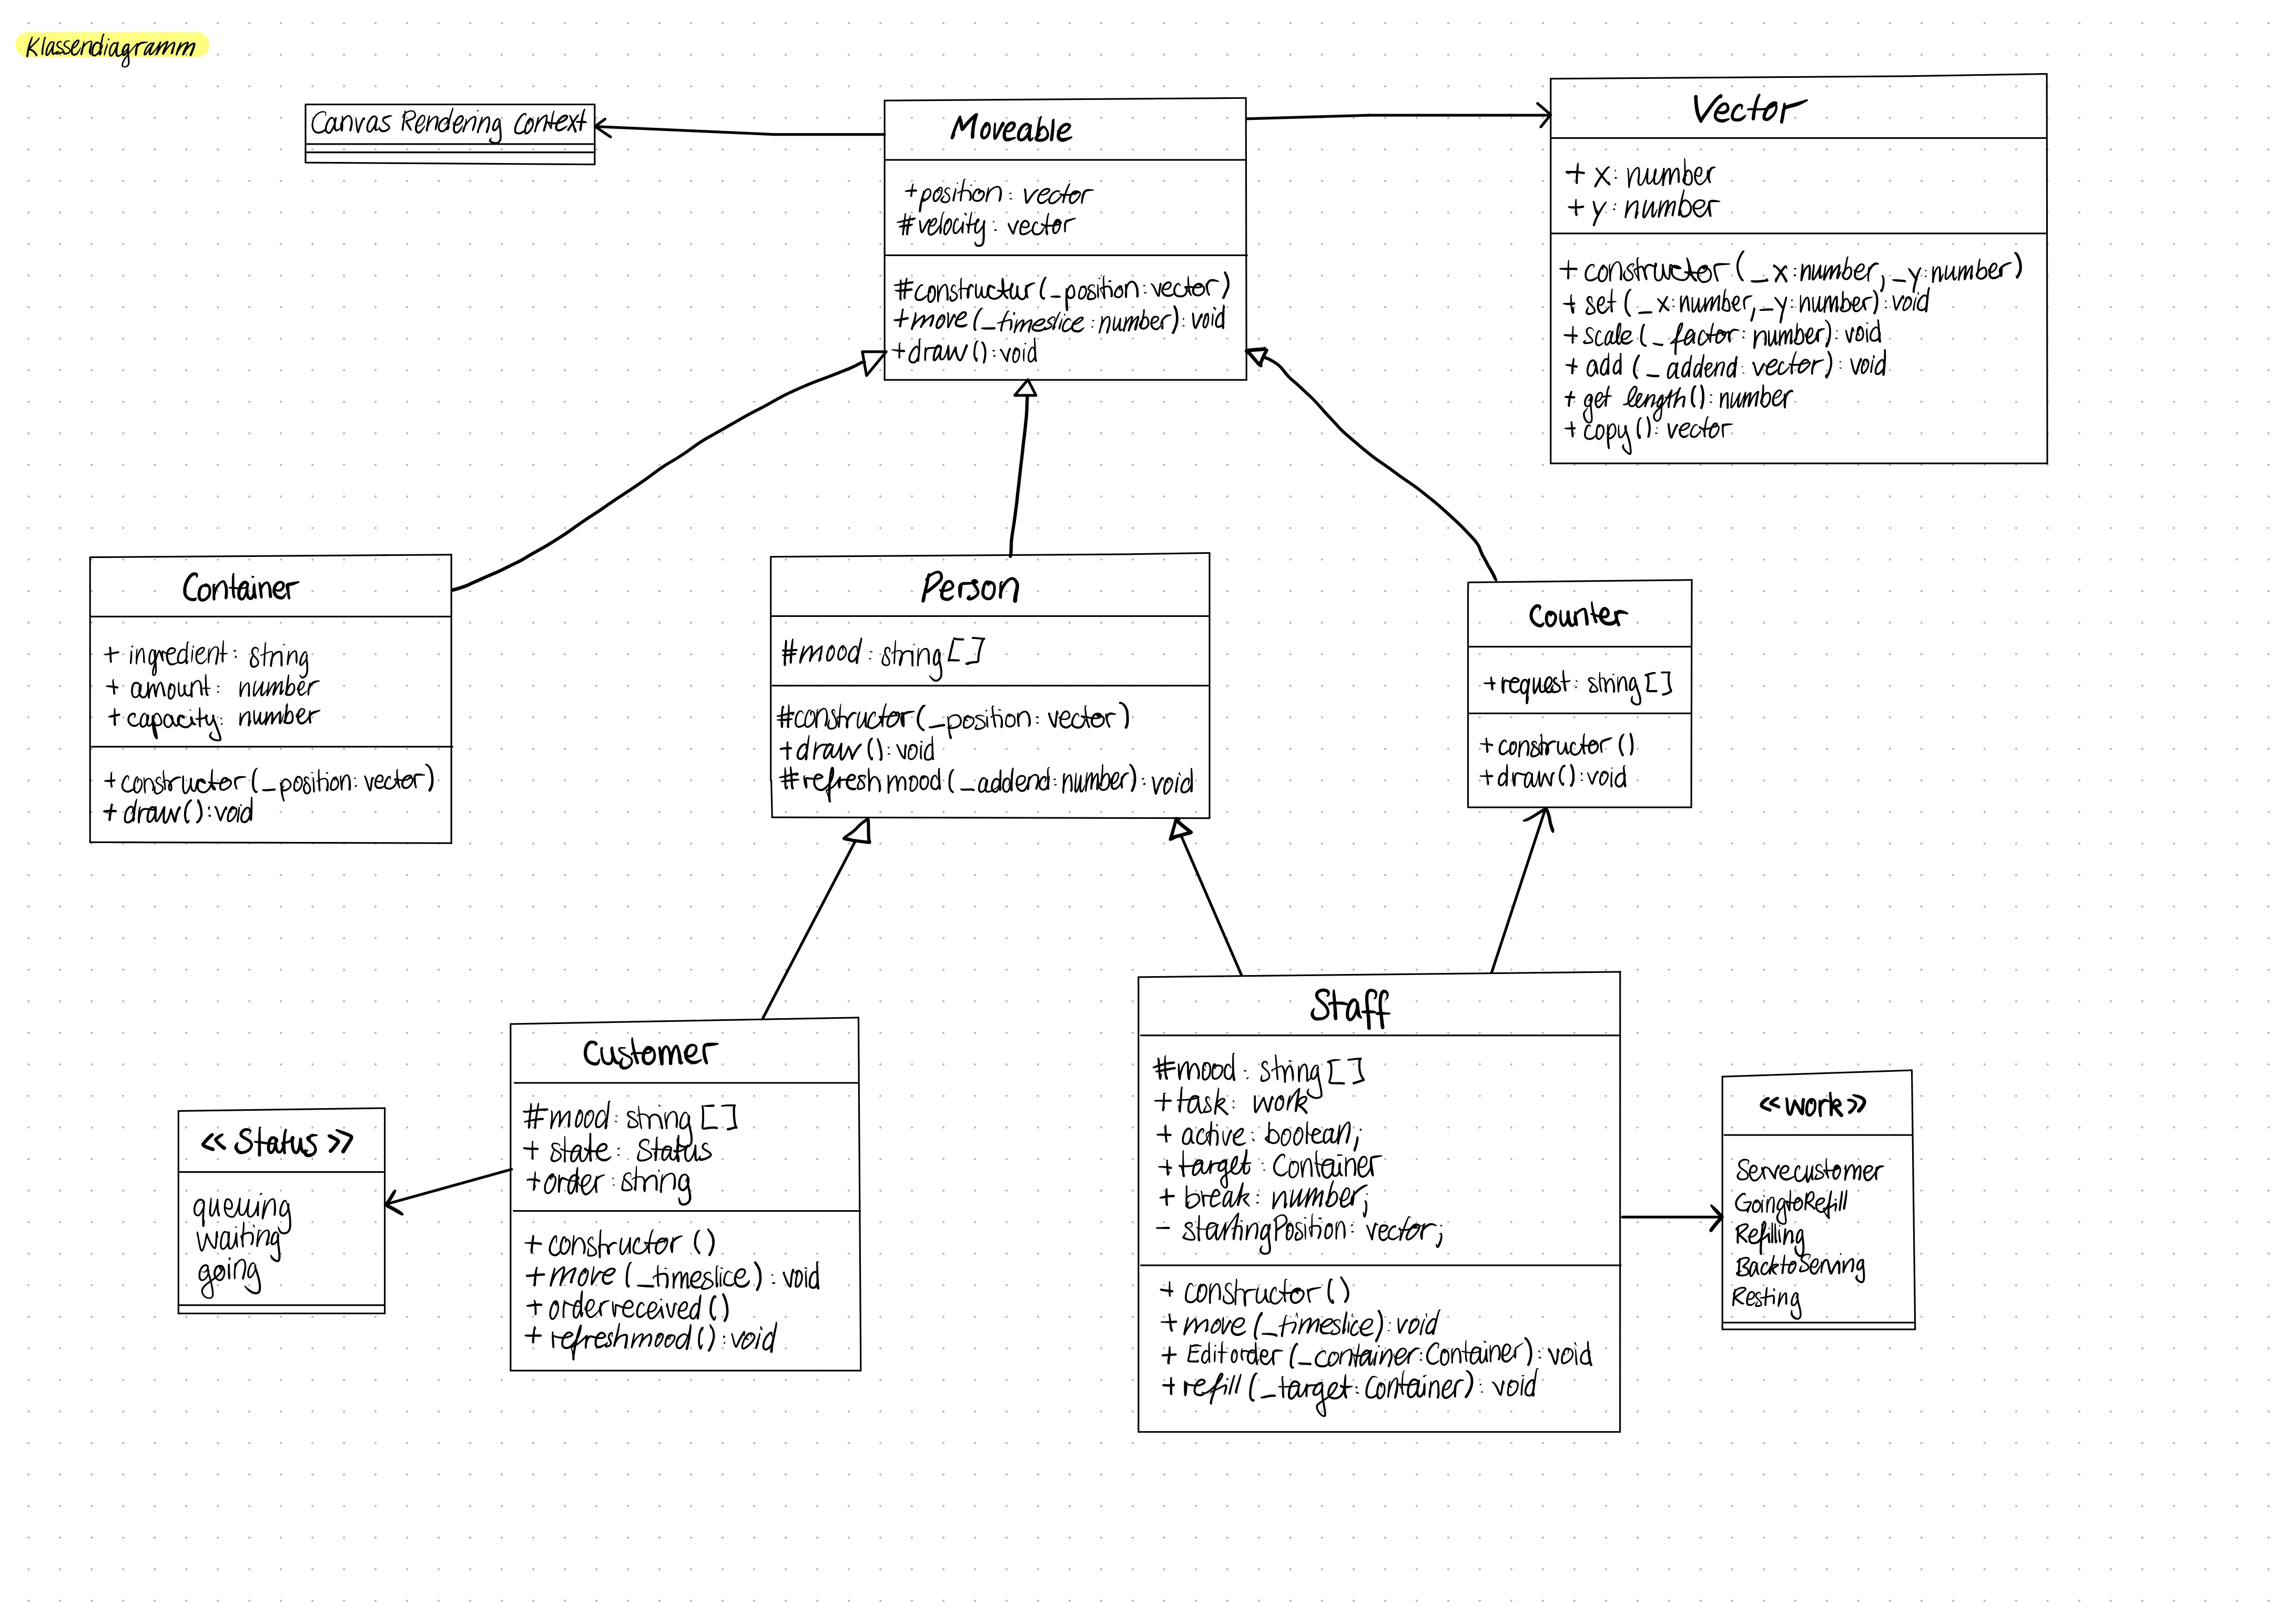 Klassendiagramm
Canvas Rendering Context
Moveable
+position: vector
#velocity: vector
#constructur(_position:vector)
+move(_timeslice:number):void
+draw():void
Vector
+ x: number
+ y: number
+ constructor(_x:number,_y:number)
+ set(_x:number,_y:number):void
+ scale(_factor:number):void
+ add(_addend:vector):void
+ get length():number
+ copy():vector
Container
+ ingredient: string
+ amount: number
+ capacity: number
+constructor(_position:vector)
+ draw():void
Person
#mood: string[]
#constructor(_position:vector)
+draw():void
#refreshmood(_addend:number):void
Counter
+request: string[]
+constructor()
+draw():void
Customer
#mood: string[]
+ state: Status
+order: string
+ constructor()
+ move(_timeslice):void
+ orderreceived()
+ refreshmood():void
<<Status>>
queuing
waiting
going
Staff
#mood: string[]
+task: work
+ active: boolean;
+target: Container
+ break: number;
- startingPosition: vector;
+ constructor()
+ move(_timeslice):void
+ Editorder(_container:Container):void
+refill(_target:Container):void
<<work>>
Servecustomer
GoingtoRefill
Refilling
BacktoServing
Resting